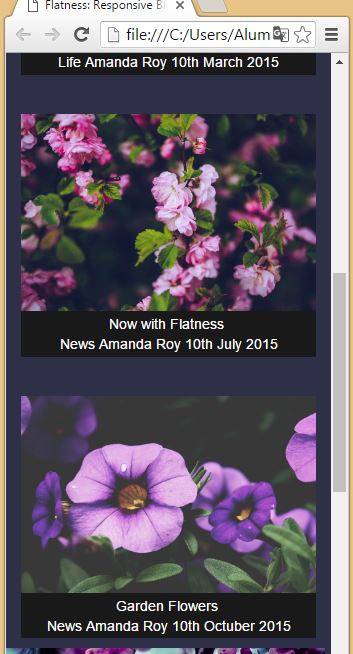 Flatness: Responsive Bl
file:///C:/Users/Alum
Life Amanda Roy 10th March 2015
Now with Flatness
News Amanda Roy 10th July 2015
Garden Flowers
News Amanda Roy 10th Octuber 2015